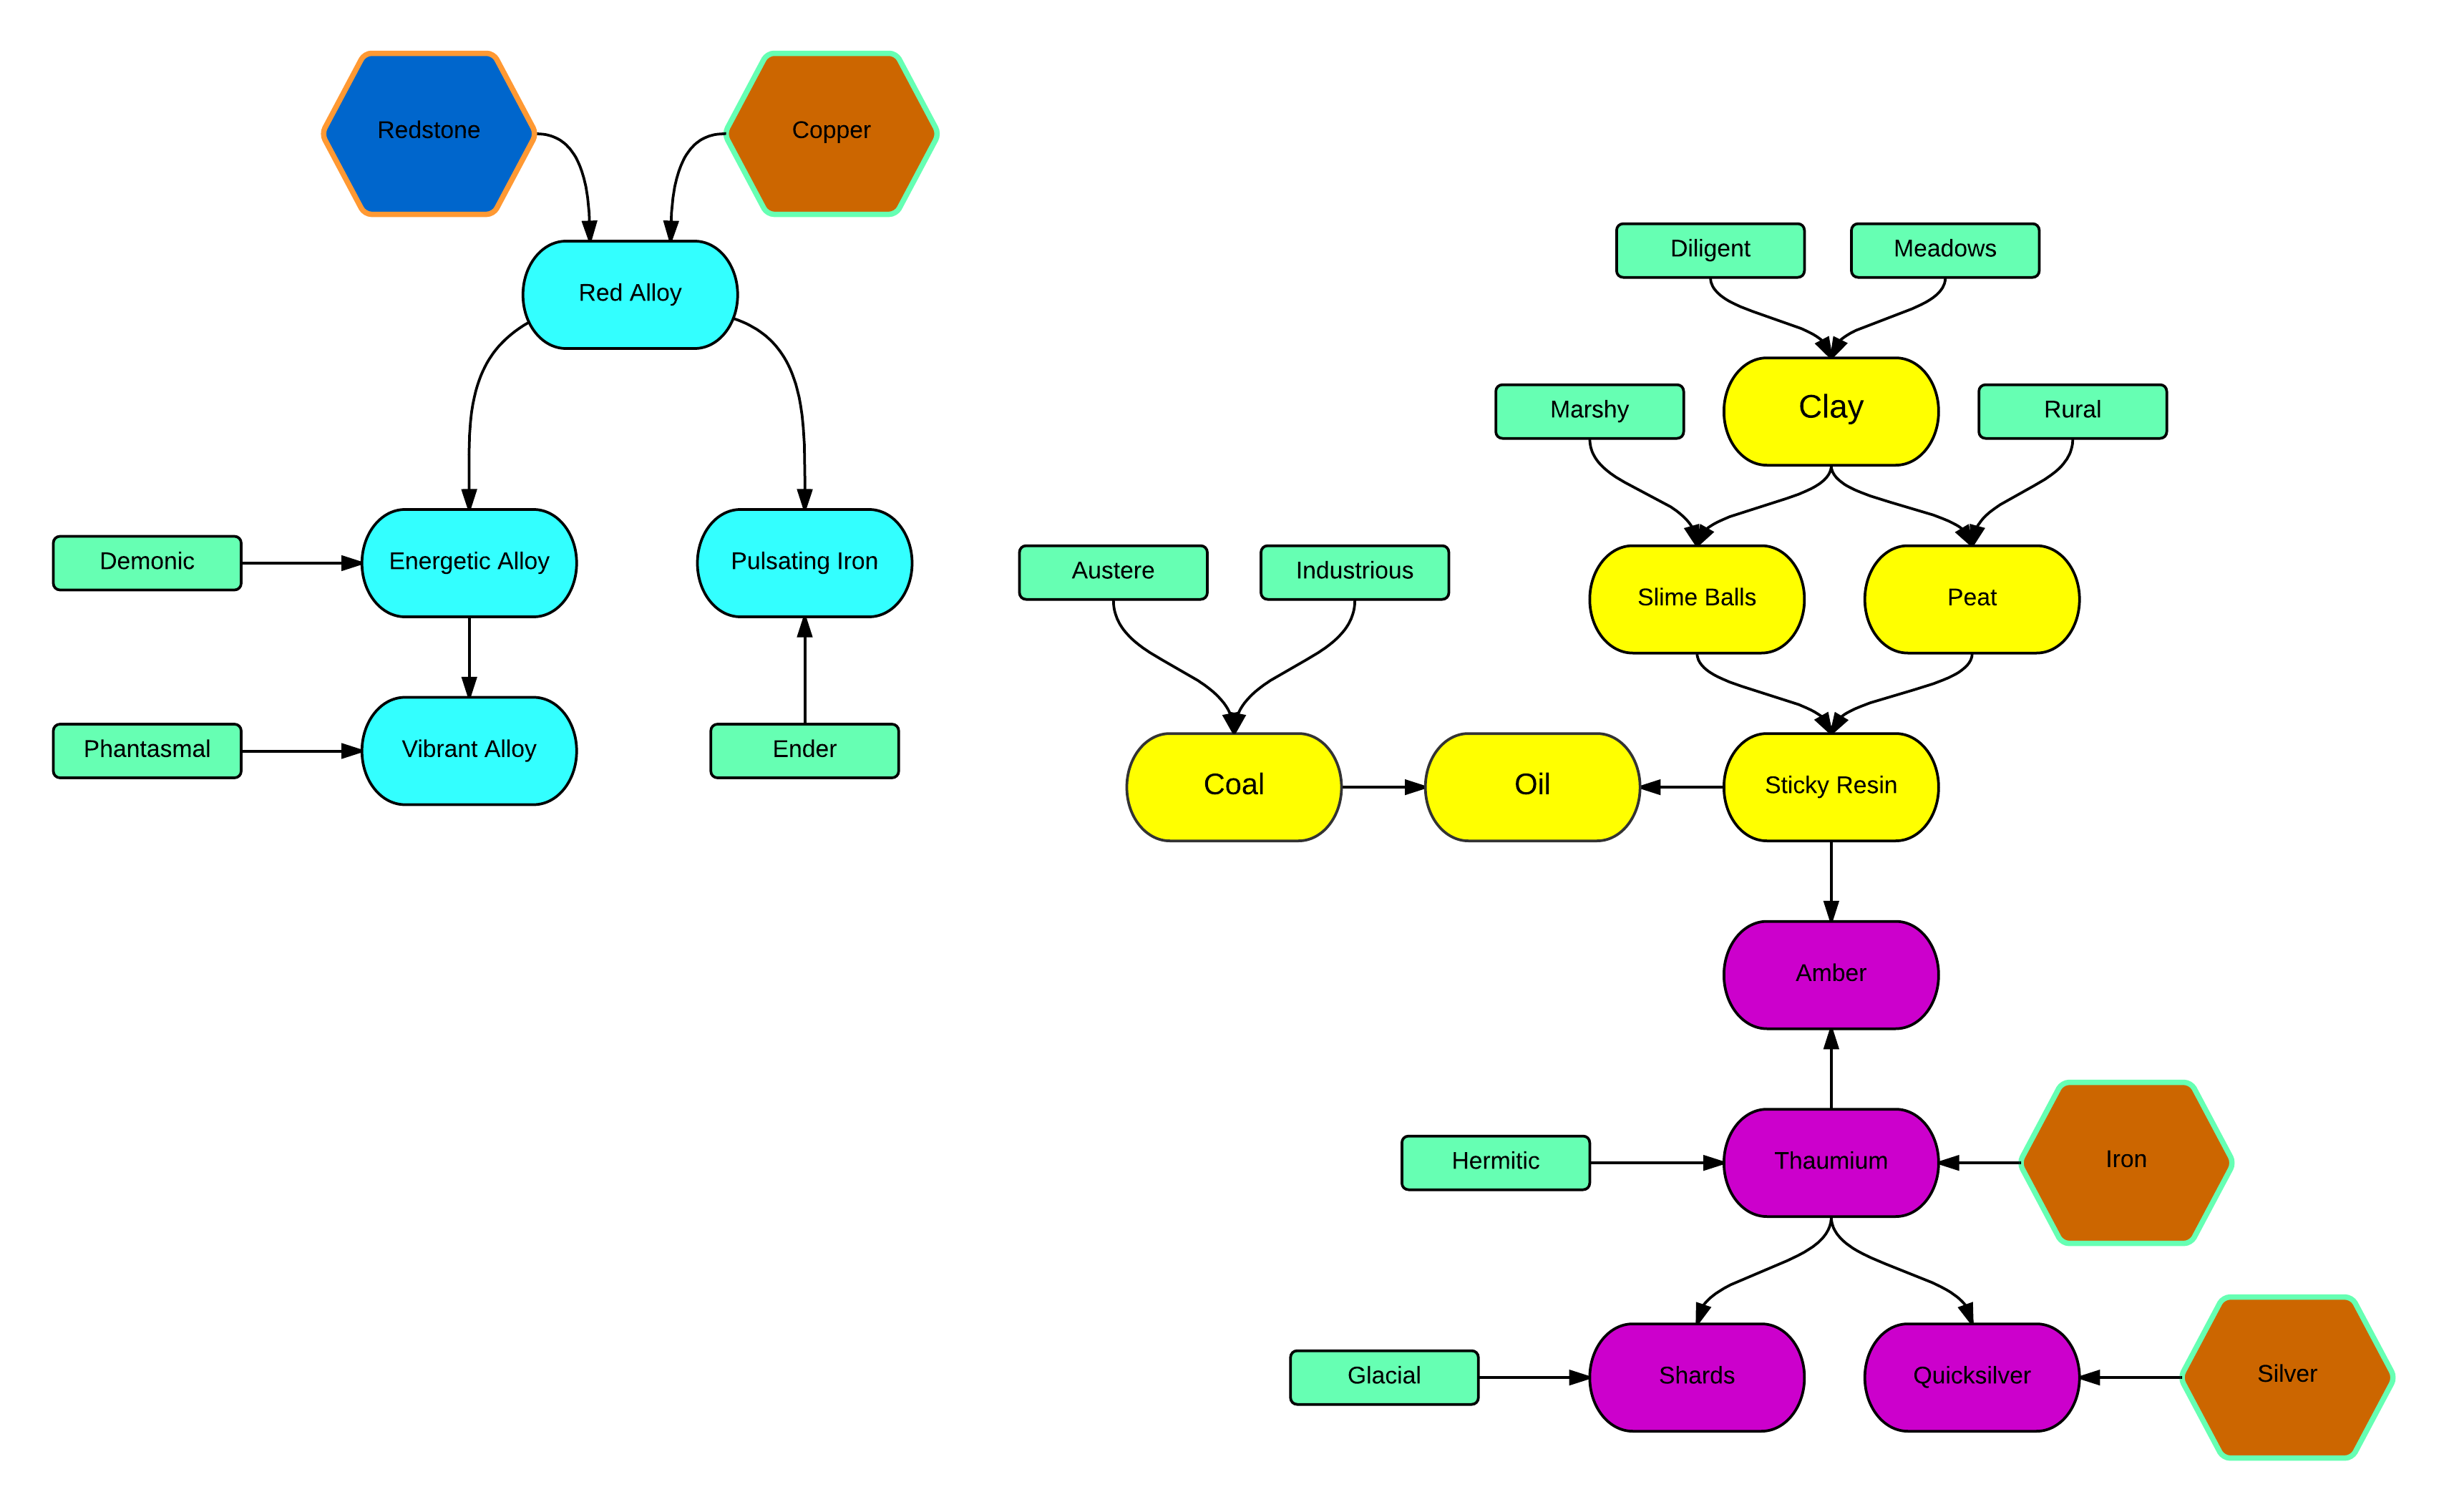 Redstone
Copper
Red Alloy
Diligent
Meadows
Marshy
Clay
Rural
Demonic
Energetic Alloy
Pulsating Iron
Austere
Industrious
Slime Balls
Peat
Phantasmal
Vibrant Alloy
Ender
Coal
Oil
Sticky Resin
Amber
Hermitic
Thaumium
Iron
Glacial
Shards
Quicksilver
Silver